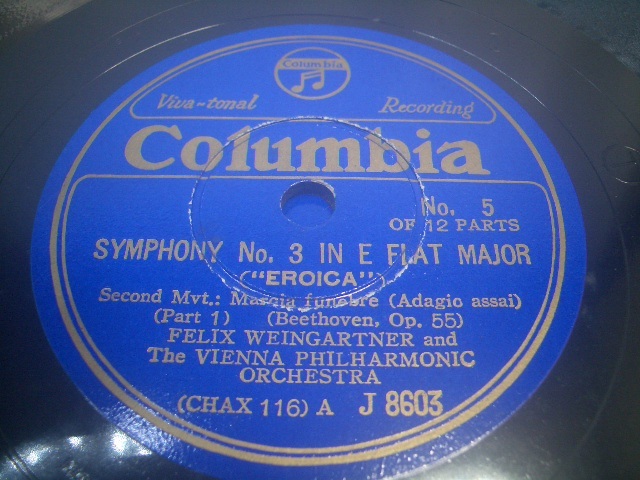 Columbia
Viva-tonal Recording
Columbia
No. 5
OF 12 PARTS
SYMPHONY No. 3 IN E FLAT MAJOR
("EROICA")
Second Mvt.: Marcia funèbre (Adagio assai)
(Part 1) (Beethoven, Op. 55)
FELIX WEINGARTNER and
The VIENNA PHILHARMONIC
ORCHESTRA
(CHAX 116) A J 8603